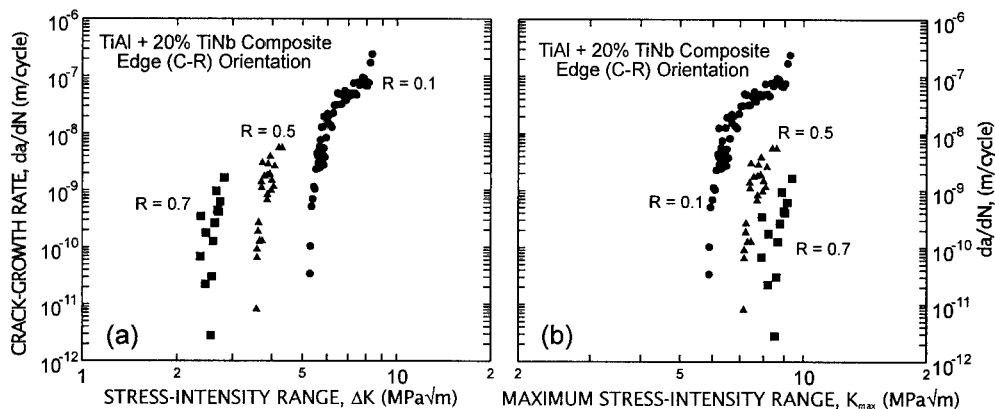 10^-6
10^-7
10^-8
10^-9
10^-10
10^-11
10^-12
CRACK-GROWTH RATE, da/dN (m/cycle)
TiAl + 20% TiNb Composite
Edge (C-R) Orientation
R = 0.1
R = 0.5
R = 0.7
(a)
1 2 5 10 2
STRESS-INTENSITY RANGE, ΔK (MPa√m)
TiAl + 20% TiNb Composite
Edge (C-R) Orientation
R = 0.5
R = 0.1
R = 0.7
(b)
2 5 10 2
MAXIMUM STRESS-INTENSITY RANGE, K_max (MPa√m)
10^-6
10^-7
10^-8
10^-9
10^-10
10^-11
10^-12
da/dN, (m/cycle)